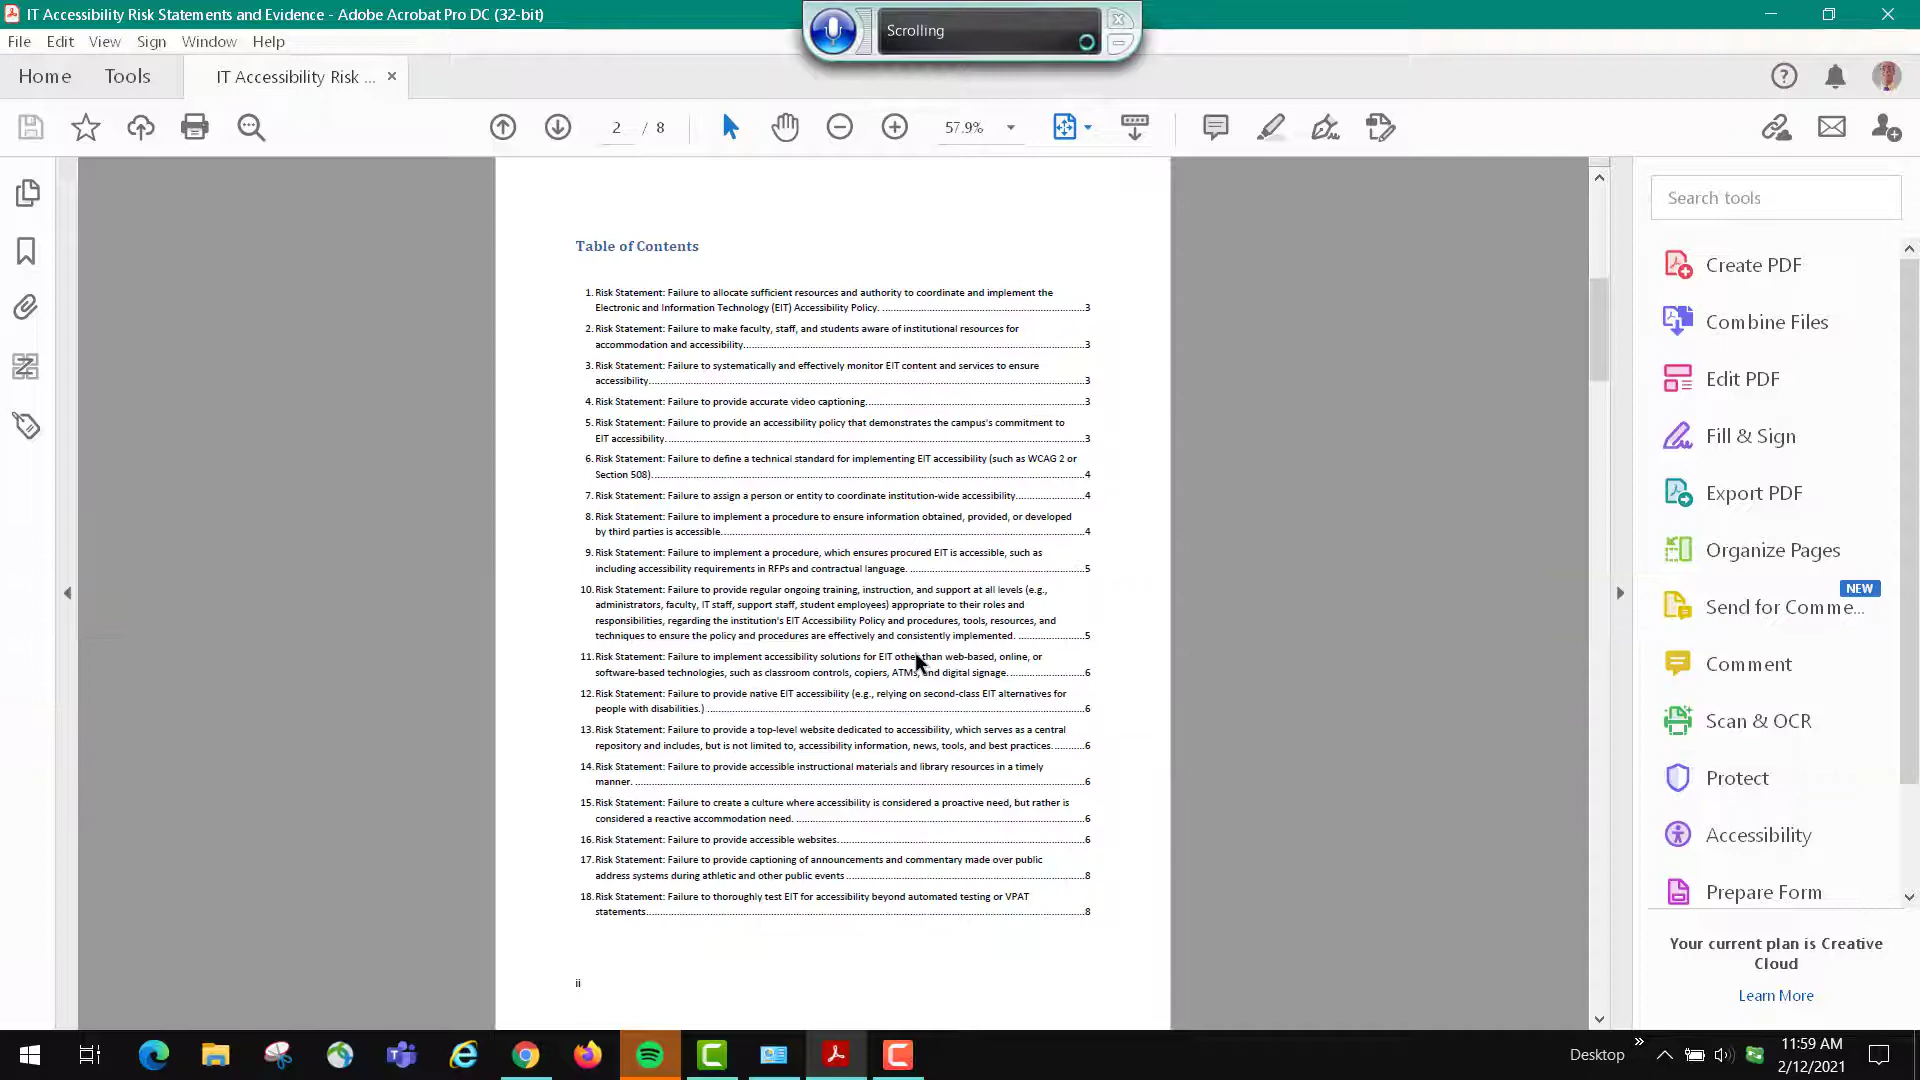 IT Accessibility Risk Statements and Evidence - Adobe Acrobat Pro DC (32-bit)
Scrolling
File Edit View Sign Window Help
Home Tools IT Accessibility Risk ...
2 / 8 57.9%
Search tools
Create PDF
Combine Files
Edit PDF
Fill & Sign
Export PDF
Organize Pages
NEW
Send for Comme...
Comment
Scan & OCR
Protect
Accessibility
Prepare Form
Your current plan is Creative
Cloud
Learn More
Table of Contents
1. Risk Statement: Failure to allocate sufficient resources and authority to coordinate and implement the
Electronic and Information Technology (EIT) Accessibility Policy. ...3
2. Risk Statement: Failure to make faculty, staff, and students aware of institutional resources for
accommodation and accessibility...3
3. Risk Statement: Failure to systematically and effectively monitor EIT content and services to ensure
accessibility...3
4. Risk Statement: Failure to provide accurate video captioning...3
5. Risk Statement: Failure to provide an accessibility policy that demonstrates the campus's commitment to
EIT accessibility...3
6. Risk Statement: Failure to define a technical standard for implementing EIT accessibility (such as WCAG 2 or
Section 508)...4
7. Risk Statement: Failure to assign a person or entity to coordinate institution-wide accessibility...4
8. Risk Statement: Failure to implement a procedure to ensure information obtained, provided, or developed
by third parties is accessible...4
9. Risk Statement: Failure to implement a procedure, which ensures procured EIT is accessible, such as
including accessibility requirements in RFPs and contractual language. ...5
10. Risk Statement: Failure to provide regular ongoing training, instruction, and support at all levels (e.g.,
administrators, faculty, IT staff, support staff, student employees) appropriate to their roles and
responsibilities, regarding the institution's EIT Accessibility Policy and procedures, tools, resources, and
techniques to ensure the policy and procedures are effectively and consistently implemented. ...5
11. Risk Statement: Failure to implement accessibility solutions for EIT other than web-based, online, or
software-based technologies, such as classroom controls, copiers, ATMs, and digital signage. ...6
12. Risk Statement: Failure to provide native EIT accessibility (e.g., relying on second-class EIT alternatives for
people with disabilities.) ...6
13. Risk Statement: Failure to provide a top-level website dedicated to accessibility, which serves as a central
repository and includes, but is not limited to, accessibility information, news, tools, and best practices. ...6
14. Risk Statement: Failure to provide accessible instructional materials and library resources in a timely
manner. ...6
15. Risk Statement: Failure to create a culture where accessibility is considered a proactive need, but rather is
considered a reactive accommodation need. ...6
16. Risk Statement: Failure to provide accessible websites...6
17. Risk Statement: Failure to provide captioning of announcements and commentary made over public
address systems during athletic and other public events ...8
18. Risk Statement: Failure to thoroughly test EIT for accessibility beyond automated testing or VPAT
statements...8
ii
Desktop
11:59 AM
2/12/2021